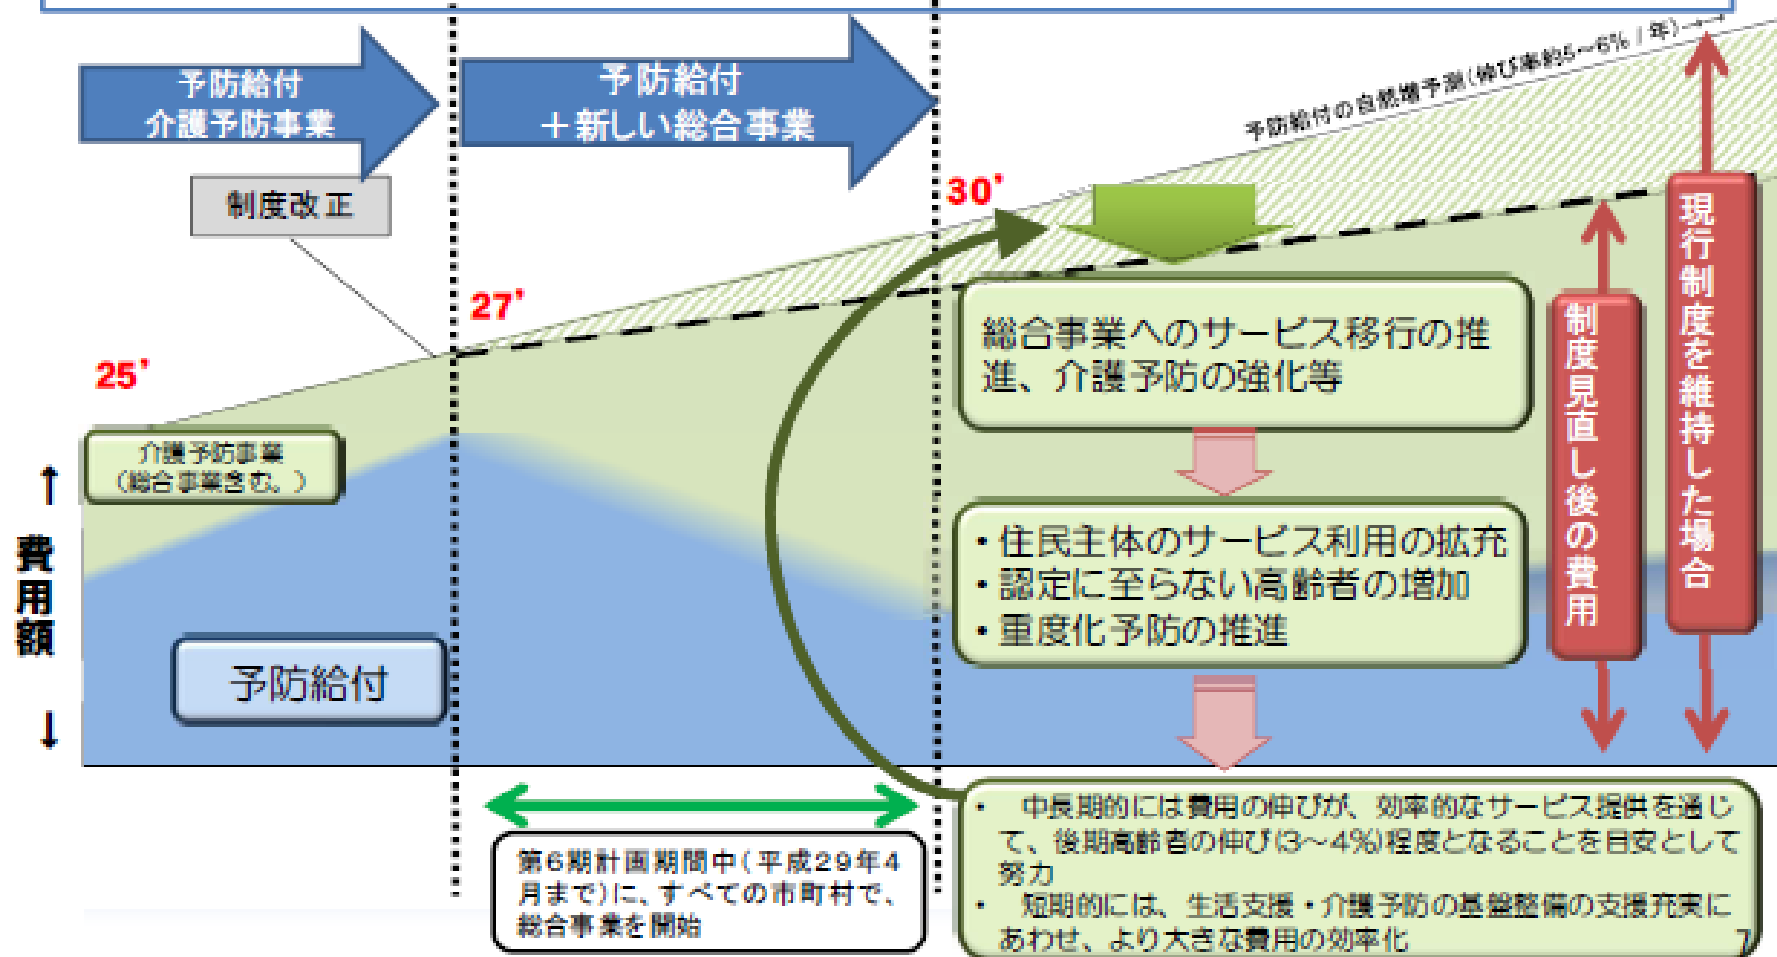 予防給付
介護予防事業
予防給付
＋新しい総合事業
予防給付の自然増予測(伸び率約5～6% / 年)
制度改正
30’
27’
25’
介護予防事業
（総合事業含む。）
↑
費用額
↓
予防給付
総合事業へのサービス移行の推
進、介護予防の強化等
・住民主体のサービス利用の拡充
・認定に至らない高齢者の増加
・重度化予防の推進
制度見直し後の費用
現行制度を維持した場合
第6期計画期間中(平成29年4
月まで)に、すべての市町村で、
総合事業を開始
・　中長期的には費用の伸びが、効率的なサービス提供を通じ
て、後期高齢者の伸び(3～4%)程度となることを目安として
努力
・　短期的には、生活支援・介護予防の基盤整備の支援充実に
あわせ、より大きな費用の効率化
7